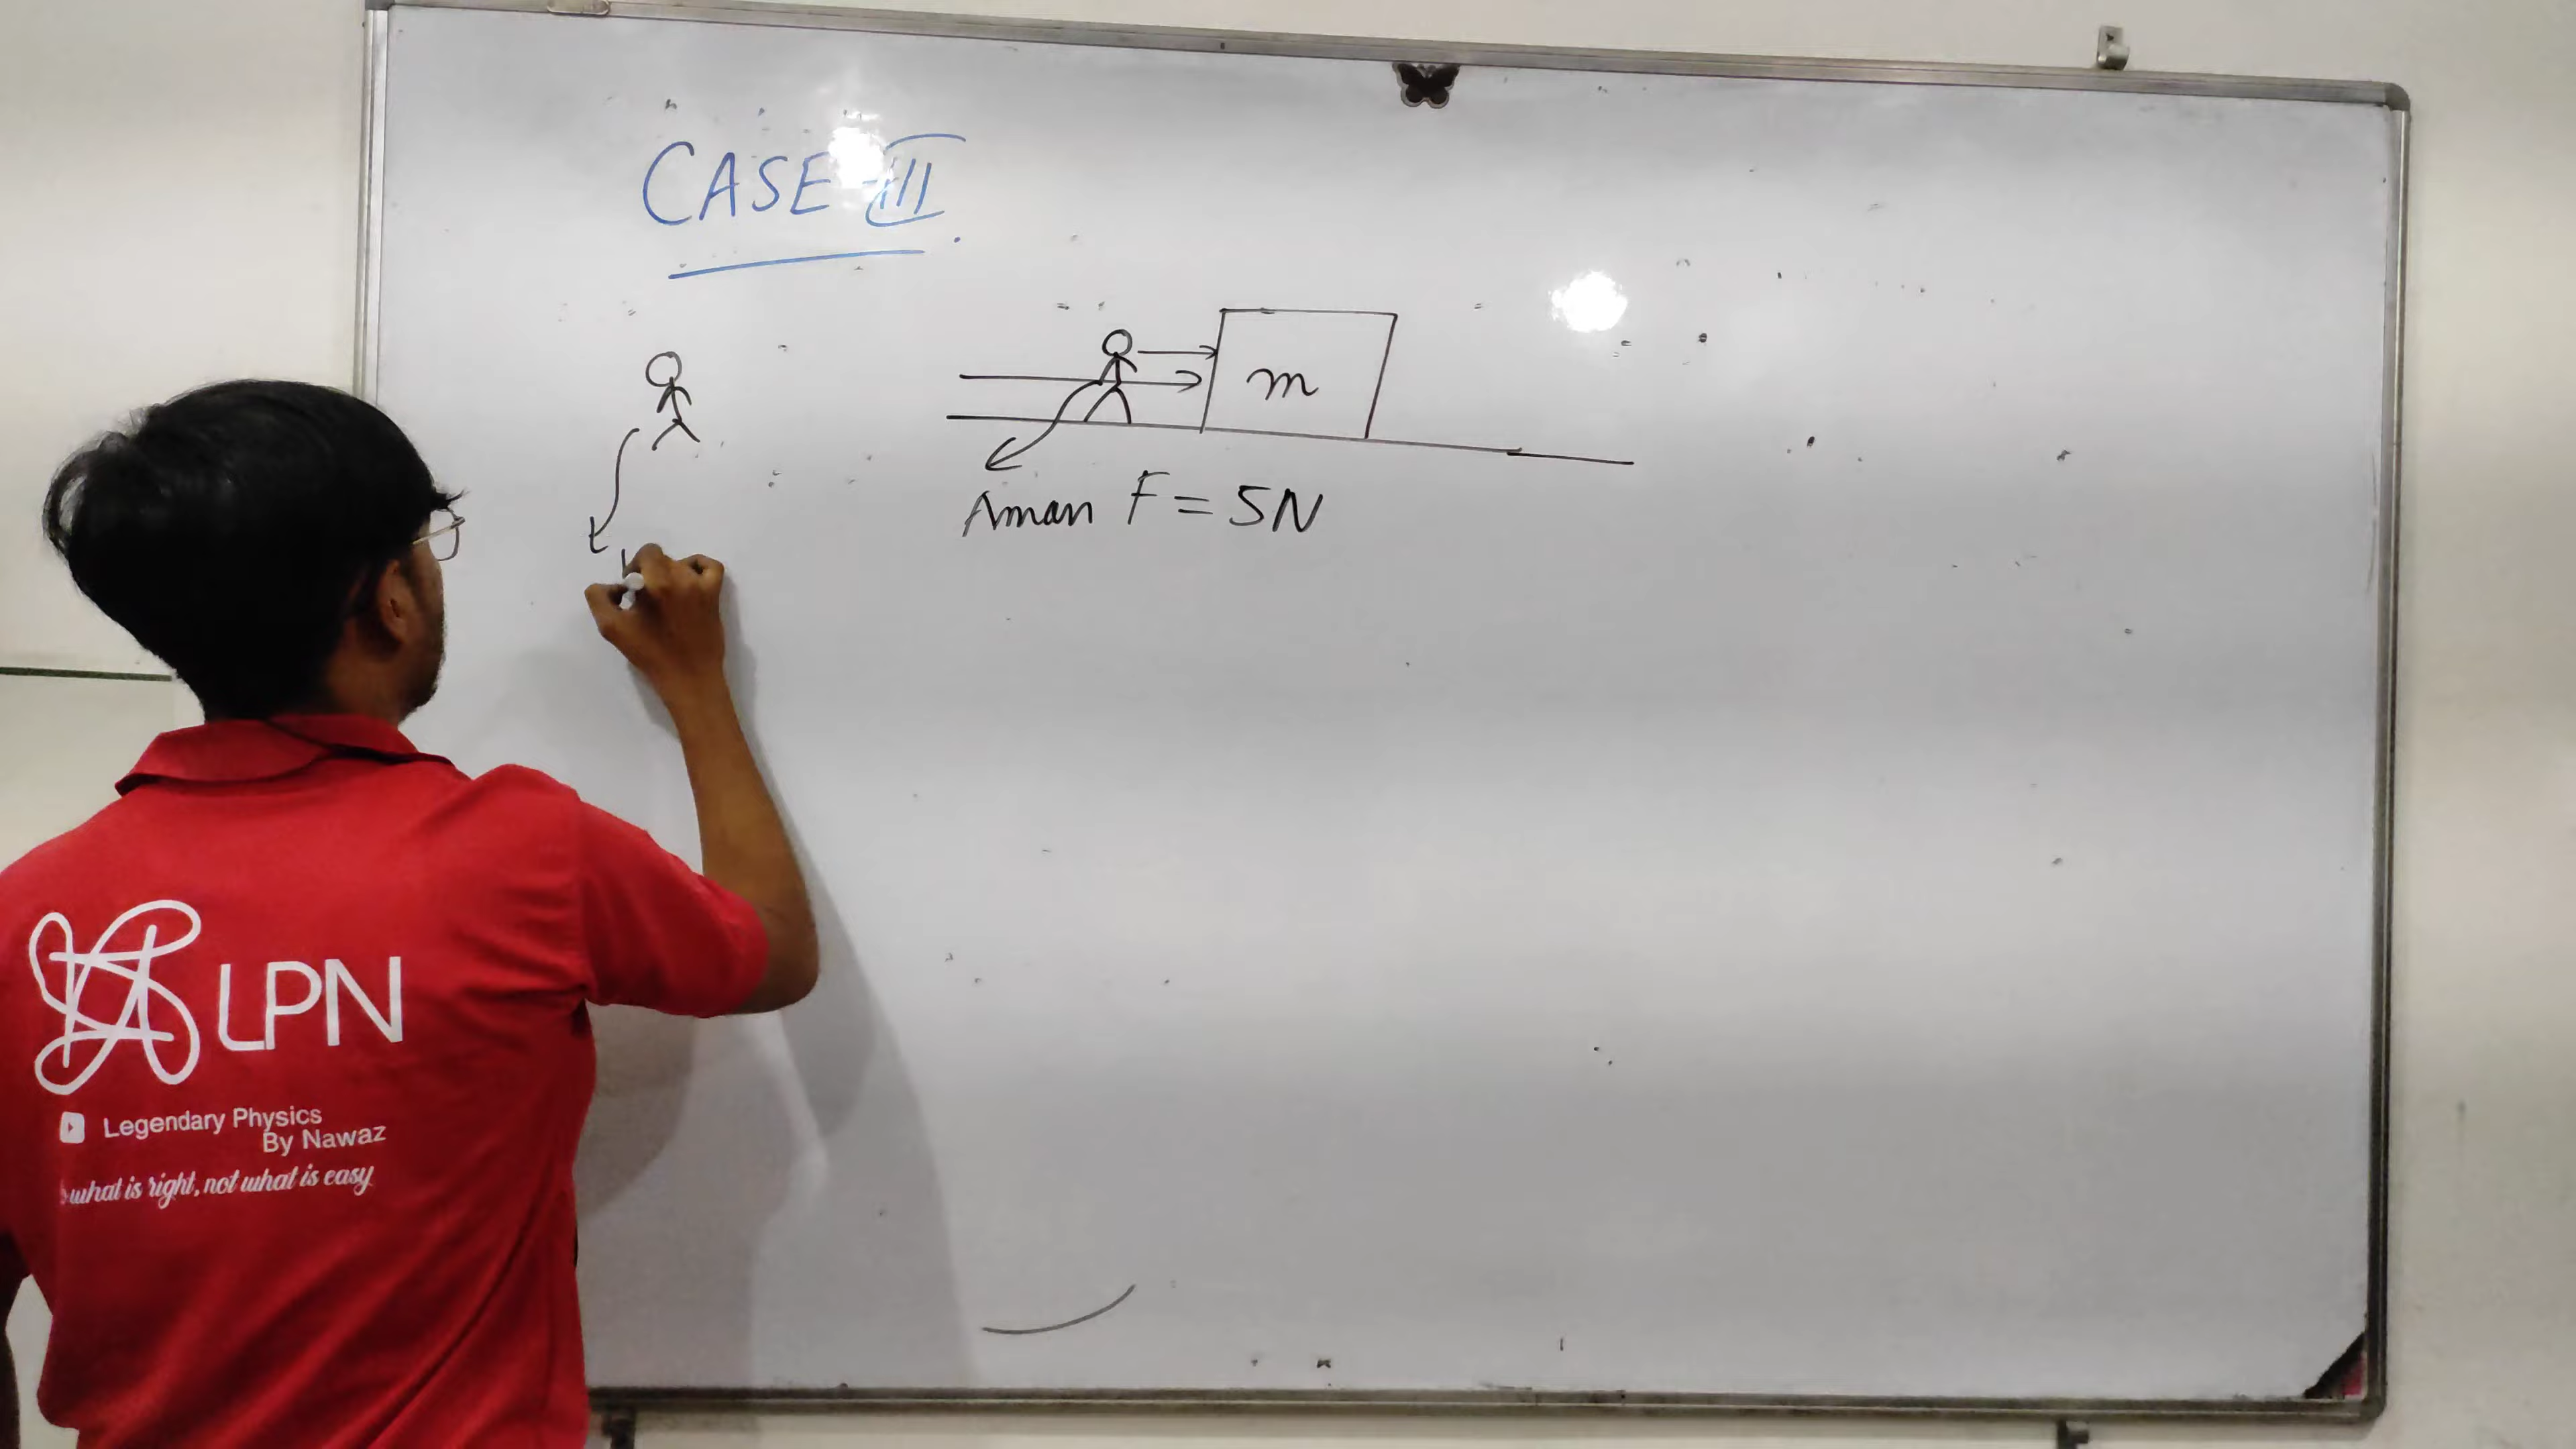 CASE-III
m
Aman F = 5N
LPN
Legendary Physics
By Nawaz
what is right, not what is easy